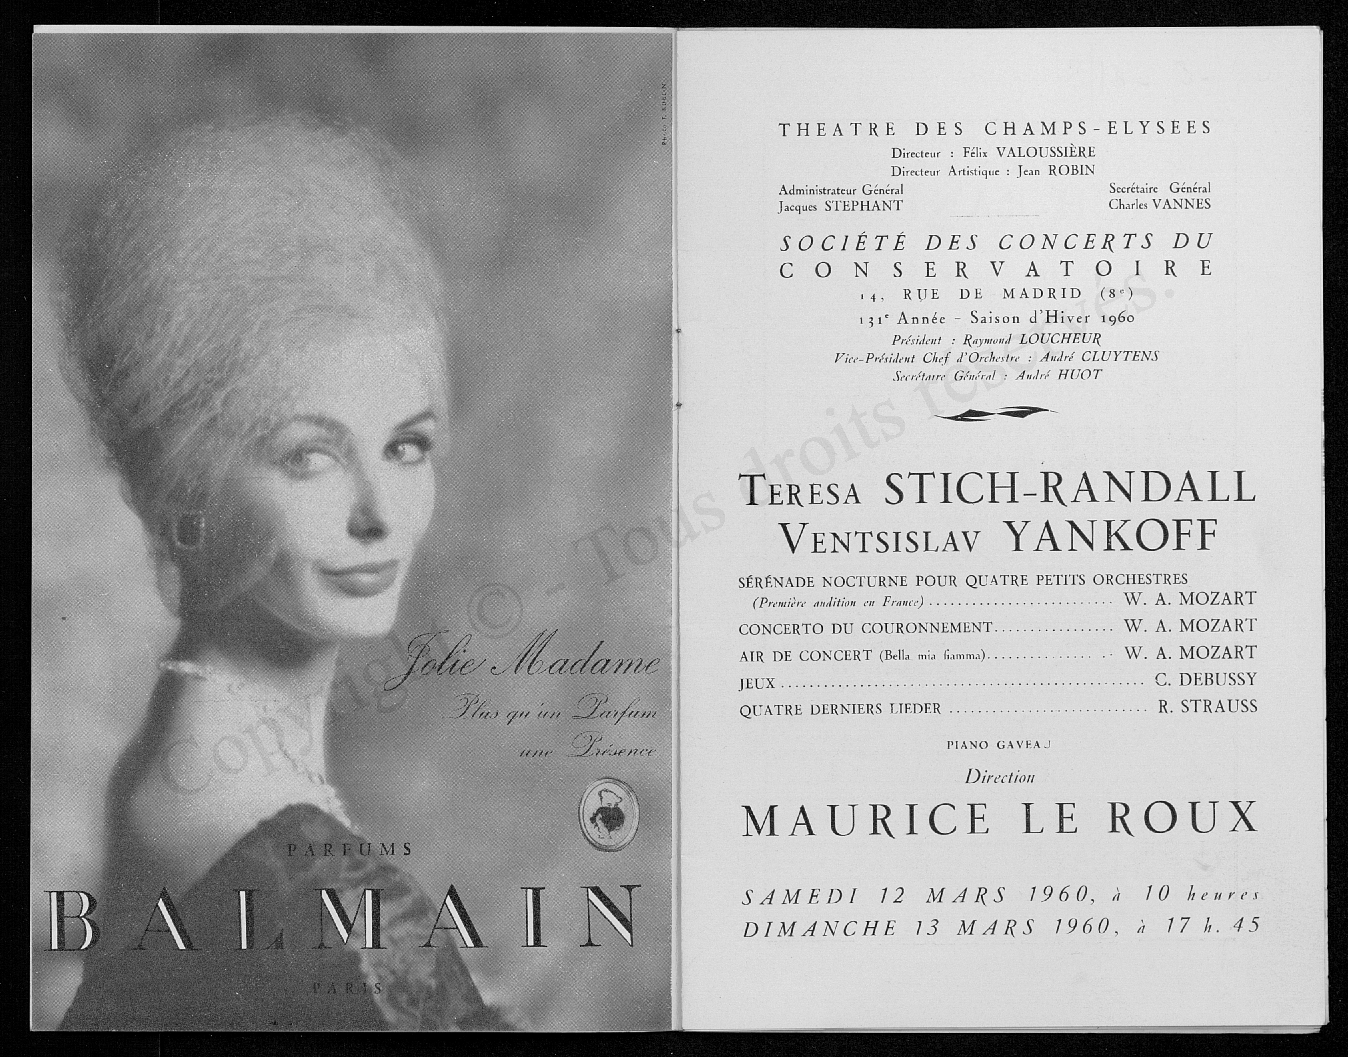 Jolie Madame
Plus qu'un Parfum
une Présence
PARFUMS
BALMAIN
PARIS
THEATRE DES CHAMPS-ELYSEES
Directeur : Félix VALOUSSIÈRE
Directeur Artistique : Jean ROBIN
Administrateur Général Secrétaire Général
Jacques STEPHANT Charles VANNES
SOCIÉTÉ DES CONCERTS DU
CONSERVATOIRE
14, RUE DE MADRID (8e)
131e Année - Saison d'Hiver 1960
Président : Raymond LOUCHEUR
Vice-Président Chef d'Orchestre : André CLUYTENS
Secrétaire Général : André HUOT
TERESA STICH-RANDALL
VENTSISLAV YANKOFF
SÉRÉNADE NOCTURNE POUR QUATRE PETITS ORCHESTRES
(Première audition en France) .......................... W. A. MOZART
CONCERTO DU COURONNEMENT................. W. A. MOZART
AIR DE CONCERT (Bella mia fiamma)................. W. A. MOZART
JEUX .................................................. C. DEBUSSY
QUATRE DERNIERS LIEDER ............................ R. STRAUSS
PIANO GAVEAU
Direction
MAURICE LE ROUX
SAMEDI 12 MARS 1960, à 10 heures
DIMANCHE 13 MARS 1960, à 17 h. 45
Copyright © - Tous droits réservés.